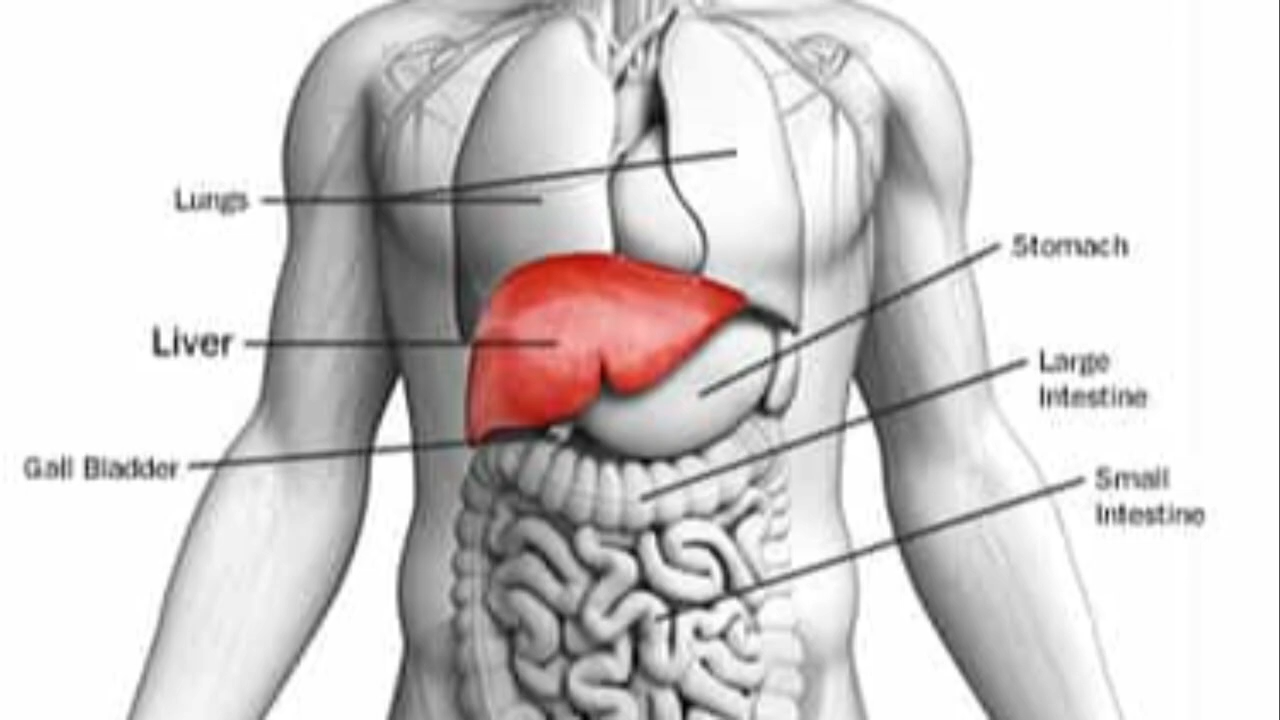 Lungs
Stomach
Liver
Large
Intestine
Gall Bladder
Small
Intestine